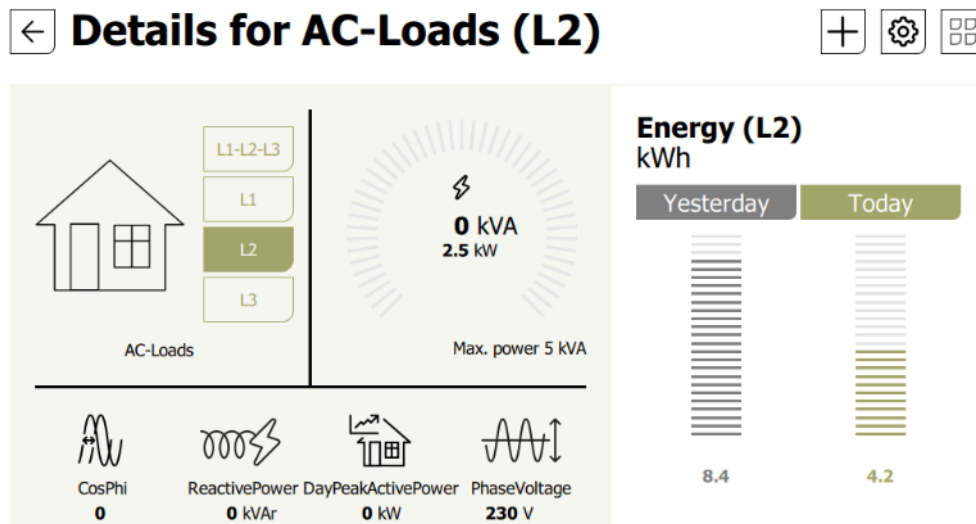 Details for AC-Loads (L2)
L1-L2-L3
L1
L2
L3
AC-Loads
0 kVA
2.5 kW
Max. power 5 kVA
CosPhi
0
ReactivePower
0 kVAr
DayPeakActivePower
0 kW
PhaseVoltage
230 V
Energy (L2)
kWh
Yesterday
Today
8.4
4.2